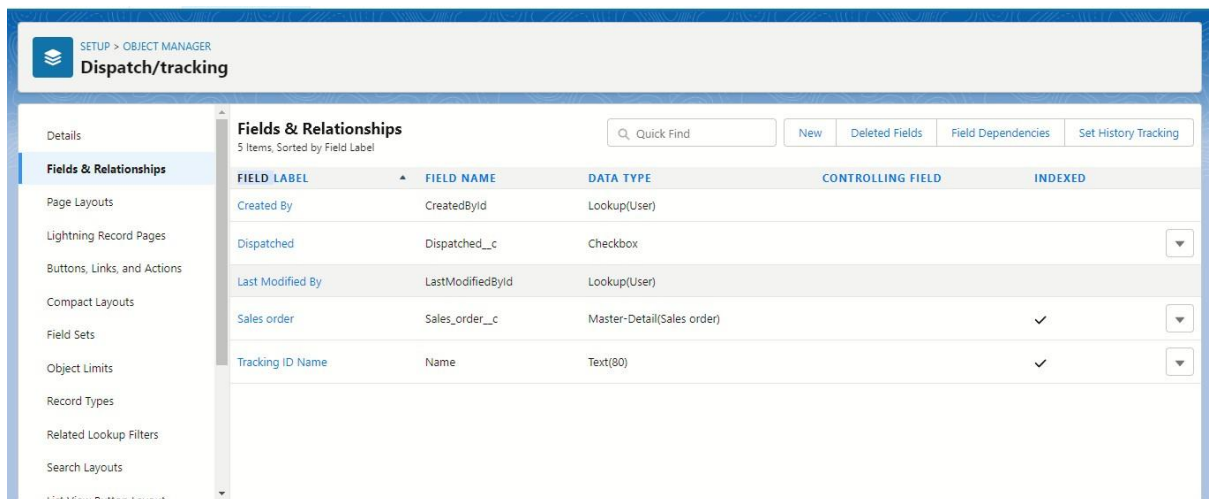 SETUP > OBJECT MANAGER
Dispatch/tracking
Details
Fields & Relationships
Page Layouts
Lightning Record Pages
Buttons, Links, and Actions
Compact Layouts
Field Sets
Object Limits
Record Types
Related Lookup Filters
Search Layouts
Fields & Relationships
5 Items, Sorted by Field Label
Quick Find
New Deleted Fields Field Dependencies Set History Tracking
FIELD LABEL FIELD NAME DATA TYPE CONTROLLING FIELD INDEXED
Created By CreatedById Lookup(User)
Dispatched Dispatched__c Checkbox
Last Modified By LastModifiedById Lookup(User)
Sales order Sales_order__c Master-Detail(Sales order)
Tracking ID Name Name Text(80)